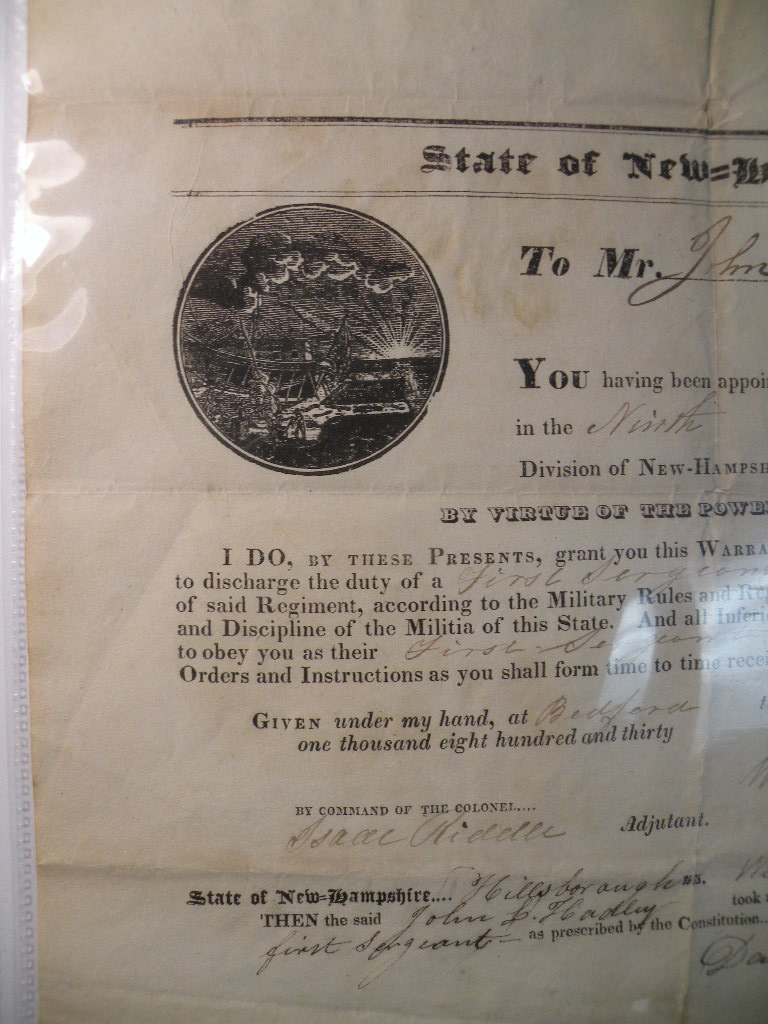 State of New=H
To Mr. John
YOU having been appoi
in the Ninth
Division of NEW-HAMPSH
BY VIRTUE OF THE POWE
I DO, BY THESE PRESENTS, grant you this WARRA
to discharge the duty of a First Sergeant
of said Regiment, according to the Military Rules and Re
and Discipline of the Militia of this State. And all Inferi
to obey you as their First Sergeant
Orders and Instructions as you shall form time to time recei
GIVEN under my hand, at Bedford t
one thousand eight hundred and thirty
BY COMMAND OF THE COLONEL....
Isaac Riddle Adjutant.
State of New-Hampshire.... Hillsborough ss.
THEN the said John L. Hadley took
first sergeant as prescribed by the Constitution..
Da